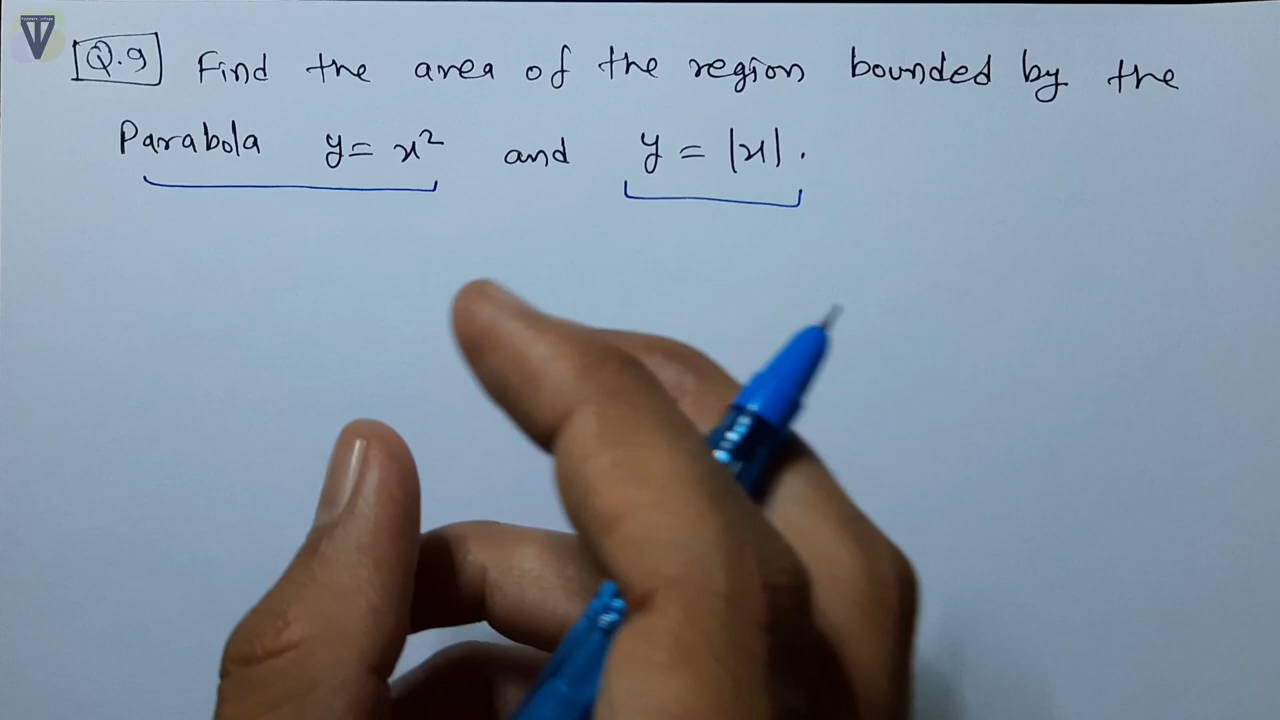 Q.9 Find the area of the region bounded by the
Parabola y = x² and y = |x|.